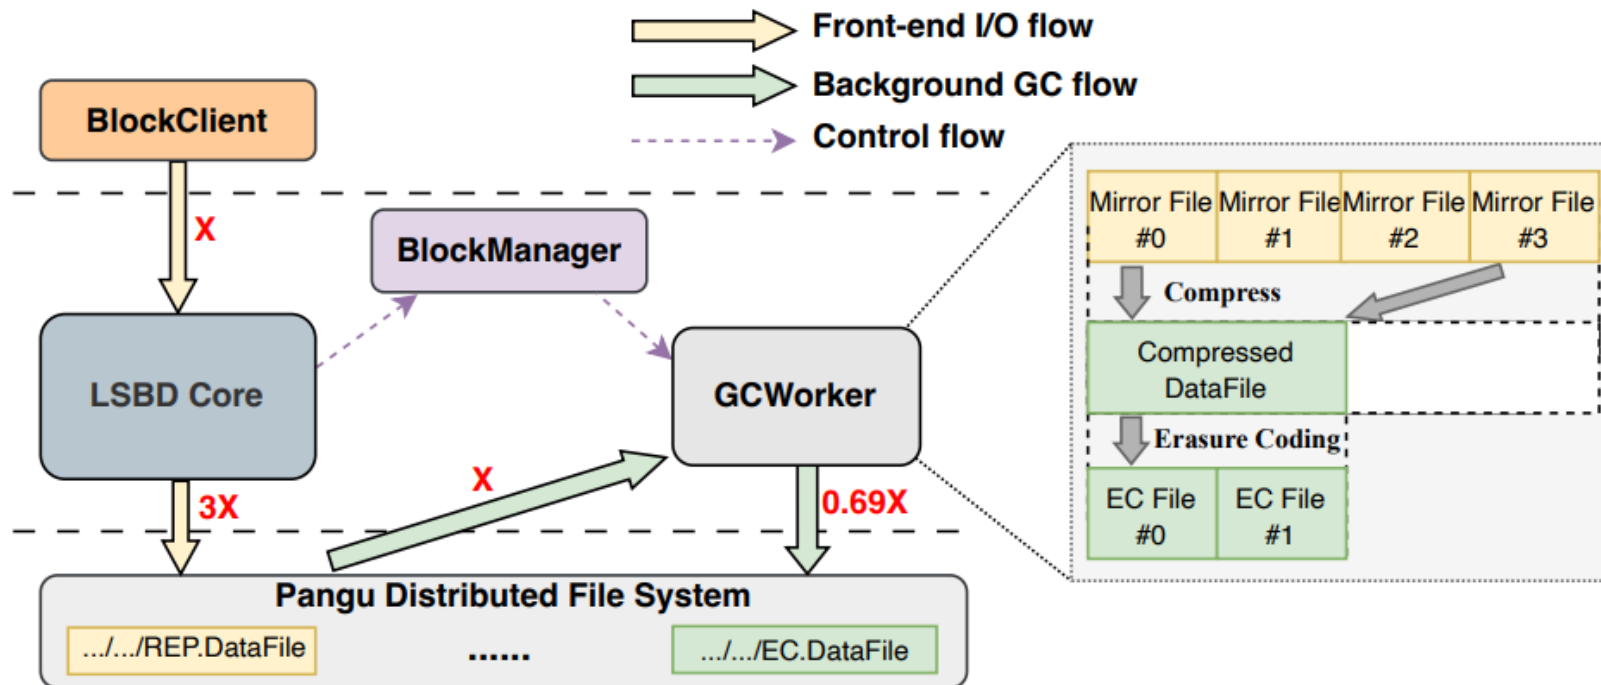 Front-end I/O flow
Background GC flow
Control flow
BlockClient
X
BlockManager
LSBD Core
GCWorker
3X
X
0.69X
Pangu Distributed File System
.../.../REP.DataFile
......
.../.../EC.DataFile
Mirror File
#0
Mirror File
#1
Mirror File
#2
Mirror File
#3
Compress
Compressed
DataFile
Erasure Coding
EC File
#0
EC File
#1